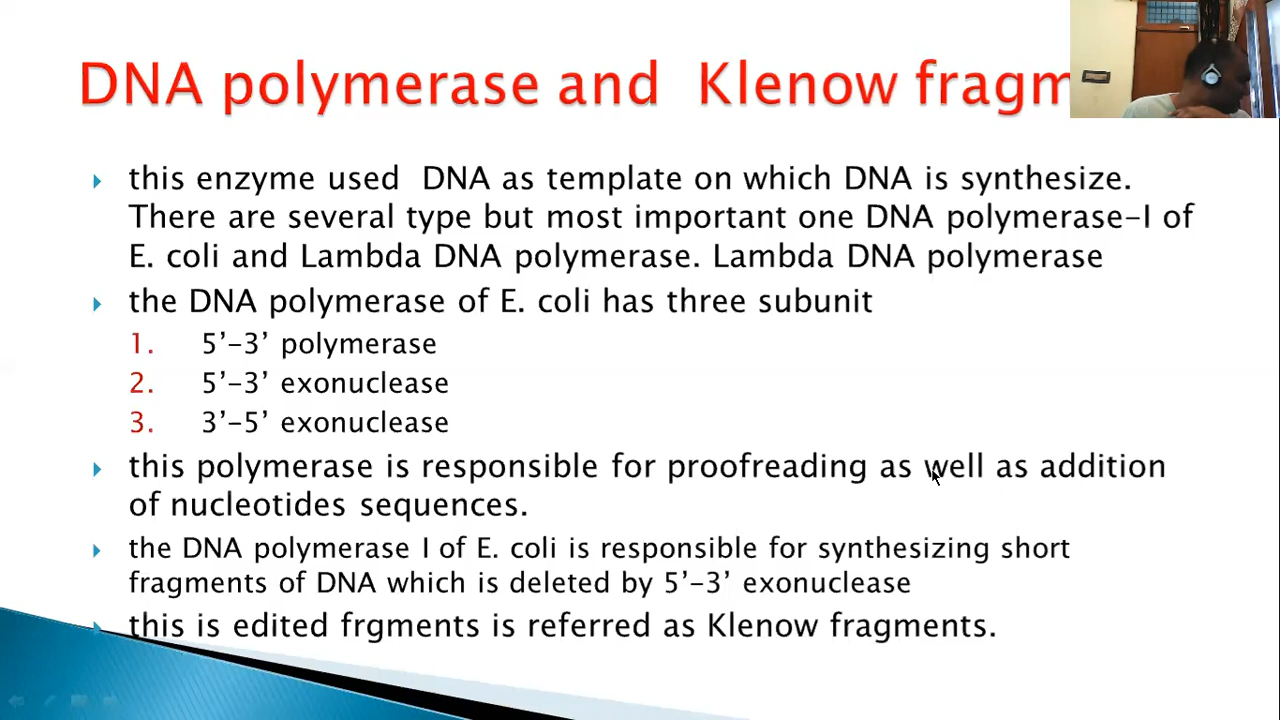 DNA polymerase and Klenow fragm
this enzyme used DNA as template on which DNA is synthesize.
There are several type but most important one DNA polymerase-I of
E. coli and Lambda DNA polymerase. Lambda DNA polymerase
the DNA polymerase of E. coli has three subunit
1. 5’-3’ polymerase
2. 5’-3’ exonuclease
3. 3’-5’ exonuclease
this polymerase is responsible for proofreading as well as addition
of nucleotides sequences.
the DNA polymerase I of E. coli is responsible for synthesizing short
fragments of DNA which is deleted by 5’-3’ exonuclease
this is edited frgments is referred as Klenow fragments.